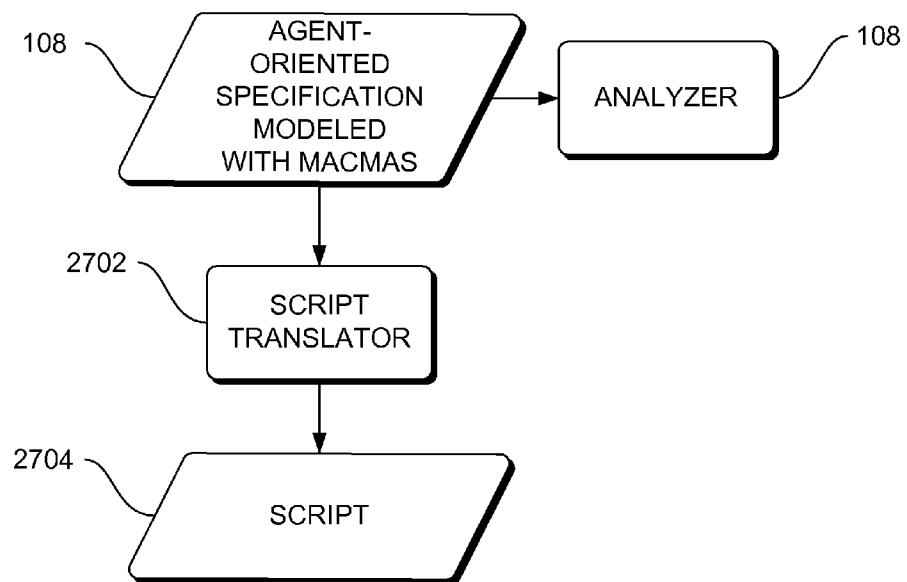 108
AGENT-
ORIENTED
SPECIFICATION
MODELED
WITH MACMAS
ANALYZER
108
2702
SCRIPT
TRANSLATOR
2704
SCRIPT